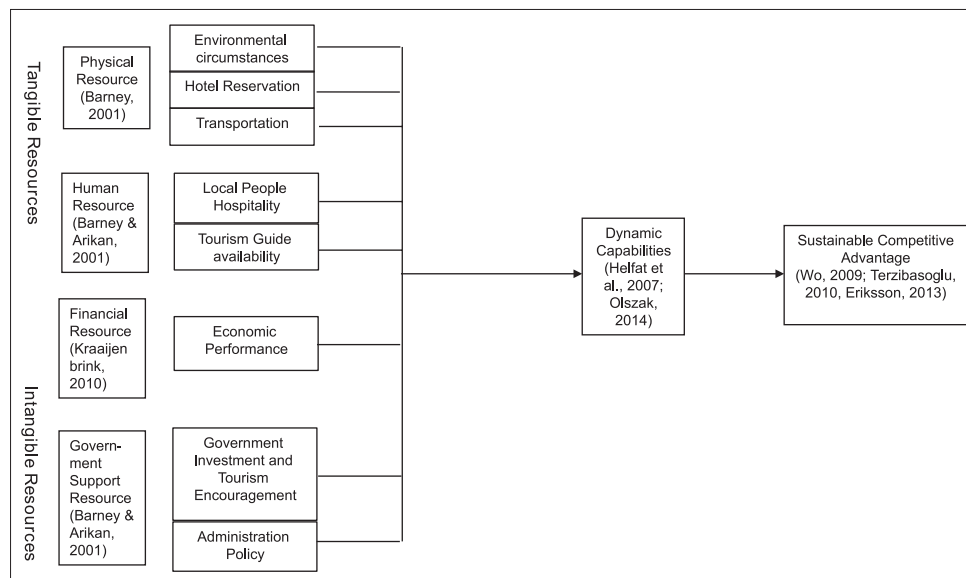 Tangible Resources
Physical
Resource
(Barney,
2001)
Environmental
circumstances
Hotel Reservation
Transportation
Human
Resource
(Barney &
Arikan,
2001)
Local People
Hospitality
Tourism Guide
availability
Financial
Resource
(Kraaijen
brink,
2010)
Economic
Performance
Intangible Resources
Govern-
ment
Support
Resource
(Barney &
Arikan,
2001)
Government
Investment and
Tourism
Encouragement
Administration
Policy
Dynamic
Capabilities
(Helfat et
al., 2007;
Olszak,
2014)
Sustainable Competitive
Advantage
(Wo, 2009; Terzibasoglu,
2010, Eriksson, 2013)